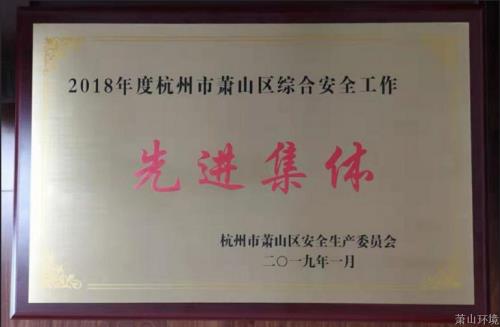 2018年度杭州市萧山区综合安全工作
先进集体
杭州市萧山区安全生产委员会
二〇一九年一月
萧山环境